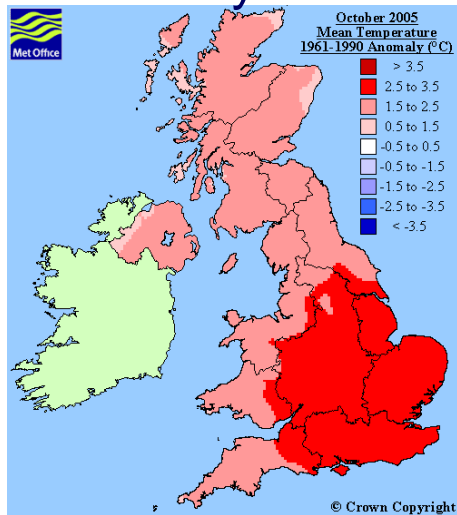 Met Office
October 2005
Mean Temperature
1961-1990 Anomaly (°C)
> 3.5
2.5 to 3.5
1.5 to 2.5
0.5 to 1.5
-0.5 to 0.5
-0.5 to -1.5
-1.5 to -2.5
-2.5 to -3.5
< -3.5
© Crown Copyright